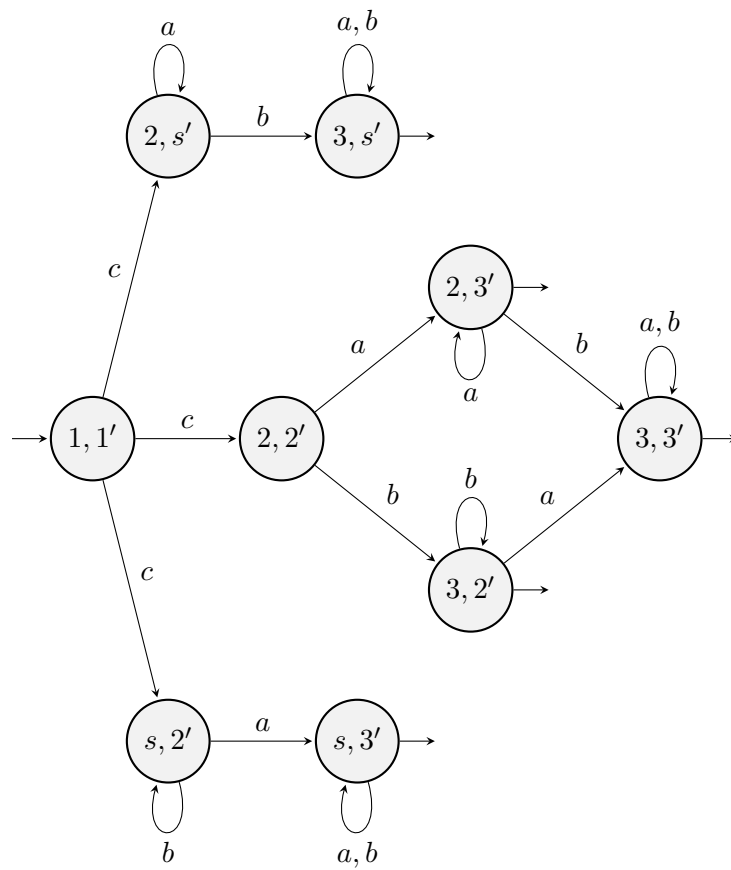 a
a, b
2, s′
b
3, s′
c
2, 3′
a
b
a
a, b
1, 1′
c
2, 2′
3, 3′
b
b
a
c
3, 2′
s, 2′
a
s, 3′
b
a, b